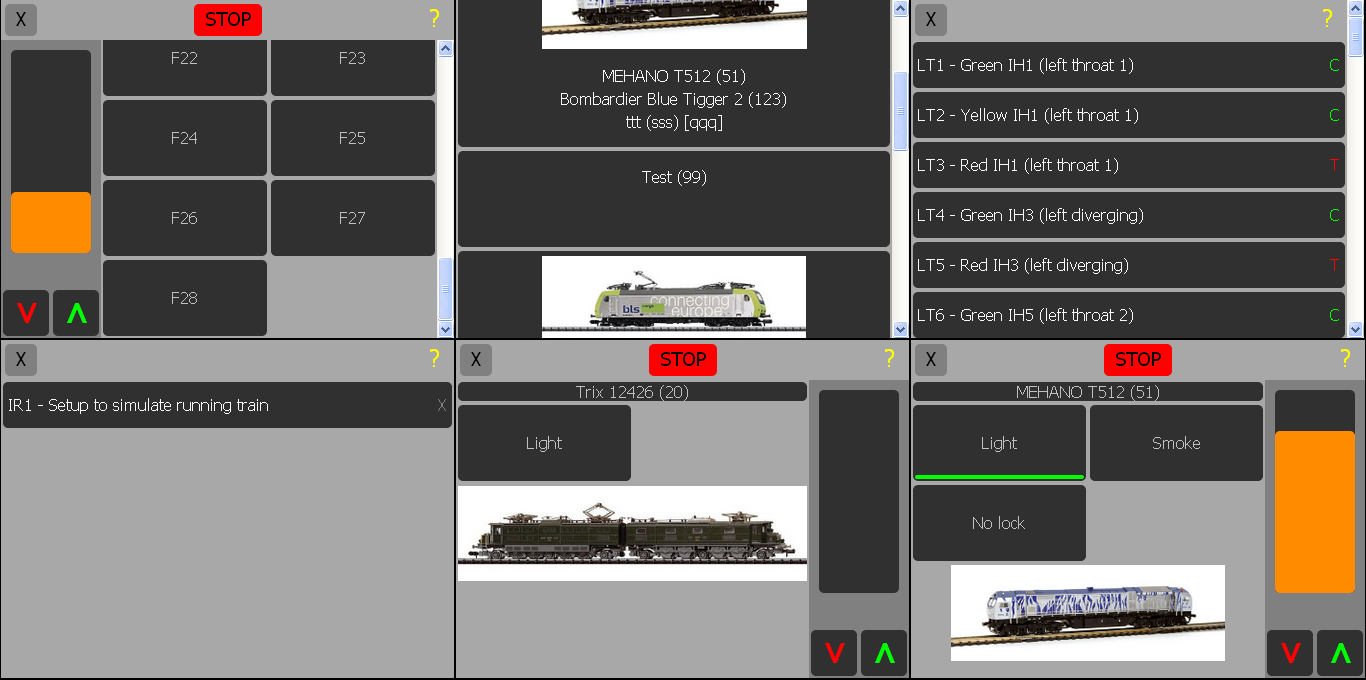 X
STOP
?
F22
F23
F24
F25
F26
F27
F28
V
Λ
MEHANO T512 (51)
Bombardier Blue Tigger 2 (123)
ttt (sss) [qqq]
Test (99)
connecting
europe
bls cargo
X
?
LT1 - Green IH1 (left throat 1) C
LT2 - Yellow IH1 (left throat 1) C
LT3 - Red IH1 (left throat 1) T
LT4 - Green IH3 (left diverging) C
LT5 - Red IH3 (left diverging) T
LT6 - Green IH5 (left throat 2) C
X
?
IR1 - Setup to simulate running train X
X
STOP
?
Trix 12426 (20)
Light
V
Λ
X
STOP
?
MEHANO T512 (51)
Light
Smoke
No lock
V
Λ